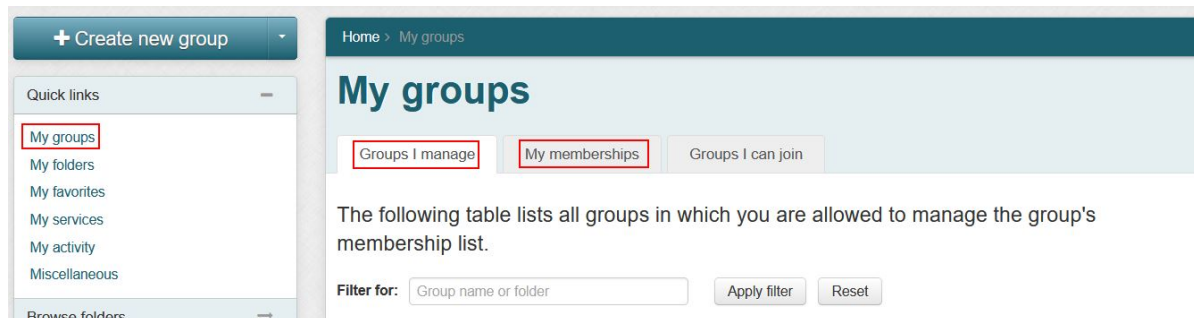 + Create new group
Quick links
My groups
My folders
My favorites
My services
My activity
Miscellaneous
Browse folders
Home > My groups
My groups
Groups I manage
My memberships
Groups I can join
The following table lists all groups in which you are allowed to manage the group's
membership list.
Filter for: Group name or folder Apply filter Reset